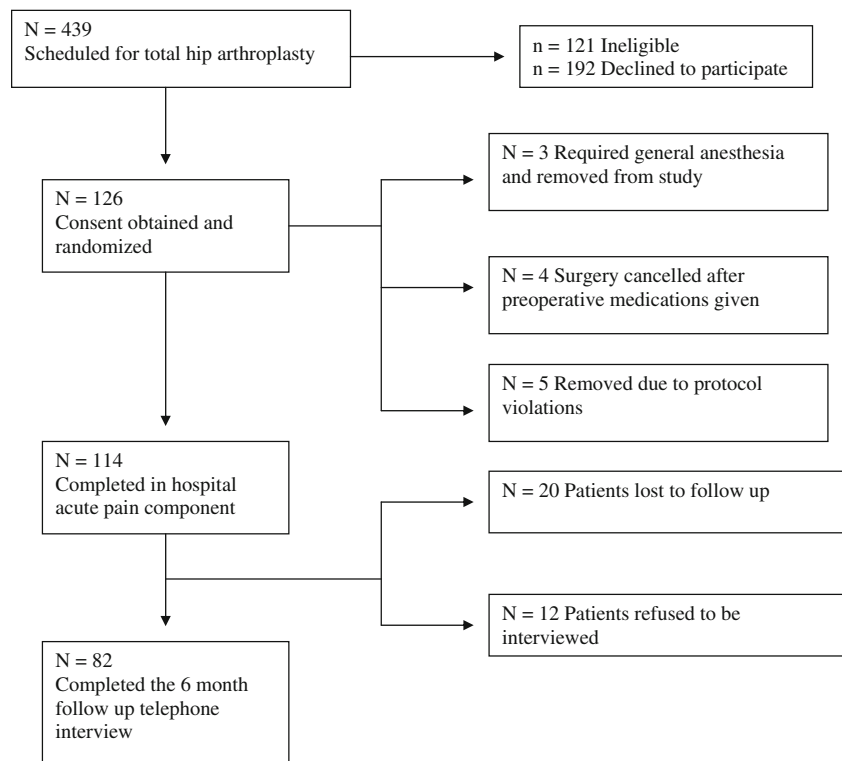 N = 439
Scheduled for total hip arthroplasty
n = 121 Ineligible
n = 192 Declined to participate
N = 3 Required general anesthesia
and removed from study
N = 126
Consent obtained and
randomized
N = 4 Surgery cancelled after
preoperative medications given
N = 5 Removed due to protocol
violations
N = 114
Completed in hospital
acute pain component
N = 20 Patients lost to follow up
N = 12 Patients refused to be
interviewed
N = 82
Completed the 6 month
follow up telephone
interview